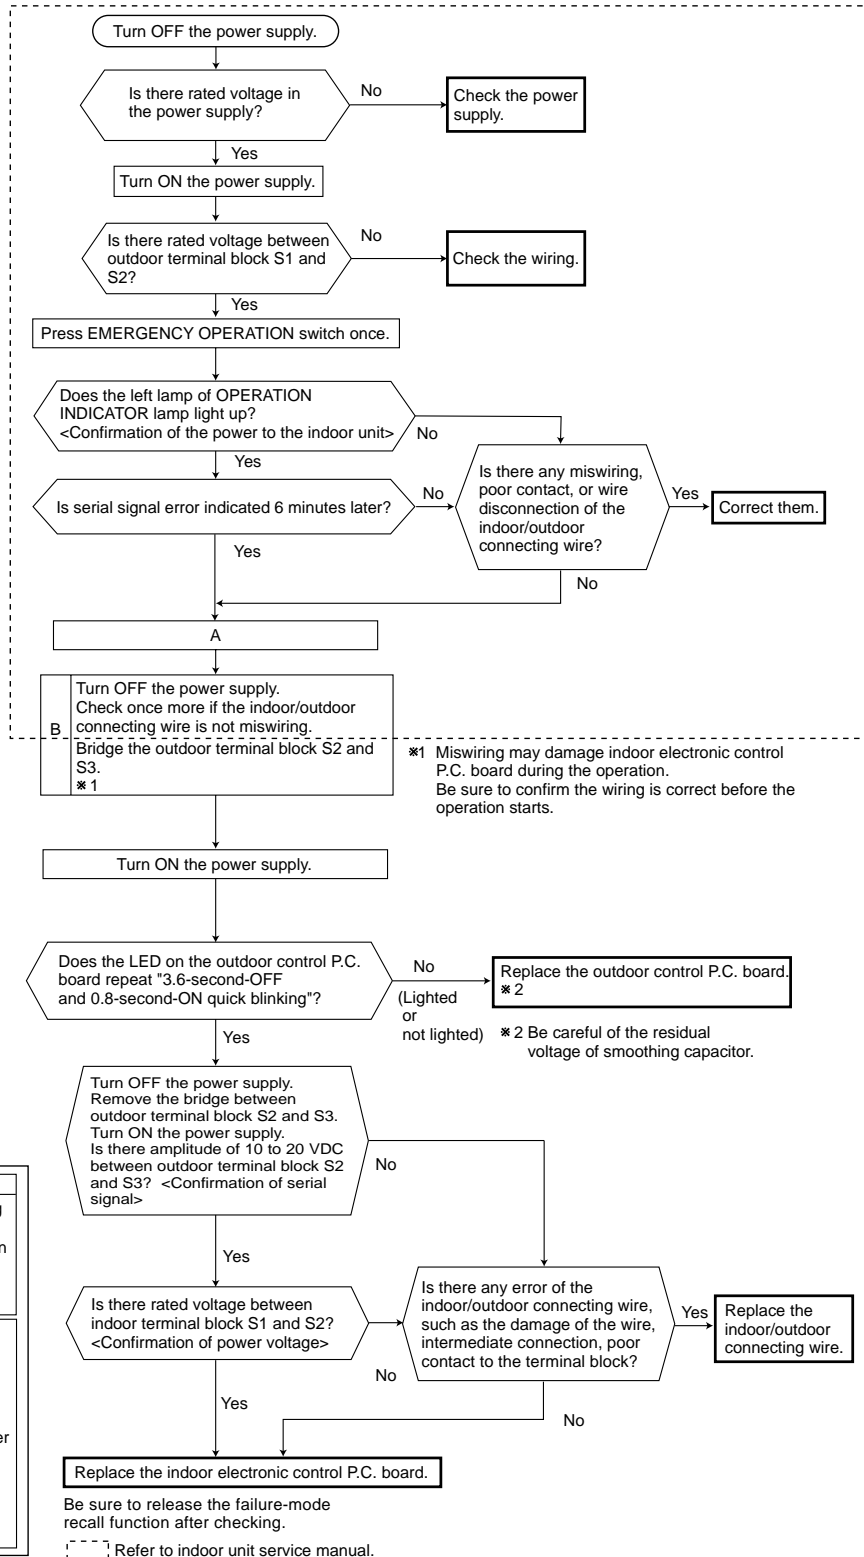 Turn OFF the power supply.
Is there rated voltage in
the power supply?
No
Check the power
supply.
Yes
Turn ON the power supply.
Is there rated voltage between
outdoor terminal block S1 and
S2?
No
Check the wiring.
Yes
Press EMERGENCY OPERATION switch once.
Does the left lamp of OPERATION
INDICATOR lamp light up?
<Confirmation of the power to the indoor unit>
No
Yes
Is serial signal error indicated 6 minutes later?
No
Is there any miswiring,
poor contact, or wire
disconnection of the
indoor/outdoor
connecting wire?
Yes
Correct them.
Yes
No
A
B
Turn OFF the power supply.
Check once more if the indoor/outdoor
connecting wire is not miswiring.
Bridge the outdoor terminal block S2 and
S3.
※1
※1 Miswiring may damage indoor electronic control
P.C. board during the operation.
Be sure to confirm the wiring is correct before the
operation starts.
Turn ON the power supply.
Does the LED on the outdoor control P.C.
board repeat "3.6-second-OFF
and 0.8-second-ON quick blinking"?
No
(Lighted
or
not lighted)
Replace the outdoor control P.C. board.
※2
※2 Be careful of the residual
voltage of smoothing capacitor.
Yes
Turn OFF the power supply.
Remove the bridge between
outdoor terminal block S2 and S3.
Turn ON the power supply.
Is there amplitude of 10 to 20 VDC
between outdoor terminal block S2
and S3? <Confirmation of serial
signal>
No
Yes
Is there rated voltage between
indoor terminal block S1 and S2?
<Confirmation of power voltage>
No
Is there any error of the
indoor/outdoor connecting wire,
such as the damage of the wire,
intermediate connection, poor
contact to the terminal block?
Yes
Replace the
indoor/outdoor
connecting wire.
Yes
No
Replace the indoor electronic control P.C. board.
Be sure to release the failure-mode
recall function after checking.
Refer to indoor unit service manual.